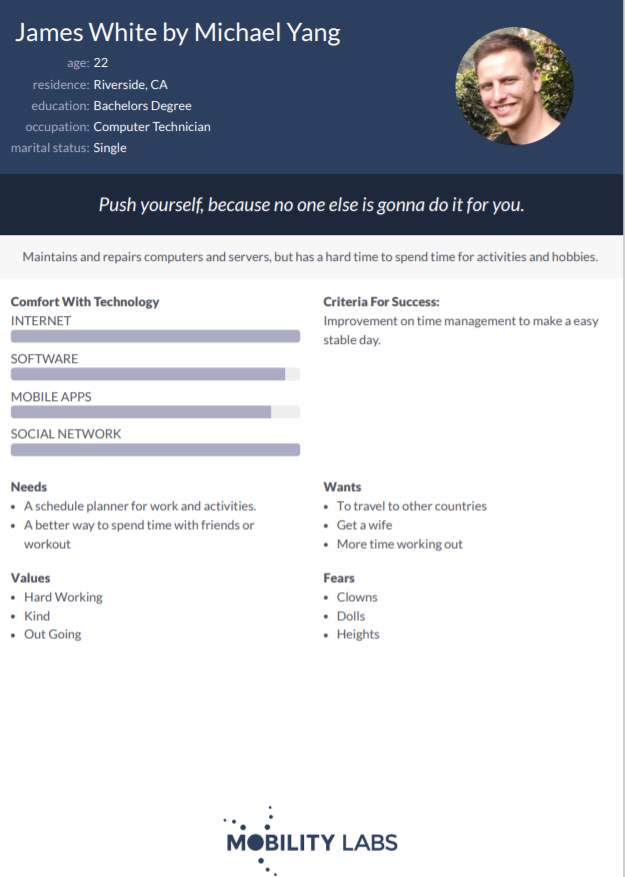 James White by Michael Yang
age: 22
residence: Riverside, CA
education: Bachelors Degree
occupation: Computer Technician
marital status: Single
Push yourself, because no one else is gonna do it for you.
Maintains and repairs computers and servers, but has a hard time to spend time for activities and hobbies.
Comfort With Technology
INTERNET
SOFTWARE
MOBILE APPS
SOCIAL NETWORK
Criteria For Success:
Improvement on time management to make a easy
stable day.
Needs
• A schedule planner for work and activities.
• A better way to spend time with friends or
workout
Wants
• To travel to other countries
• Get a wife
• More time working out
Values
• Hard Working
• Kind
• Out Going
Fears
• Clowns
• Dolls
• Heights
MOBILITY LABS